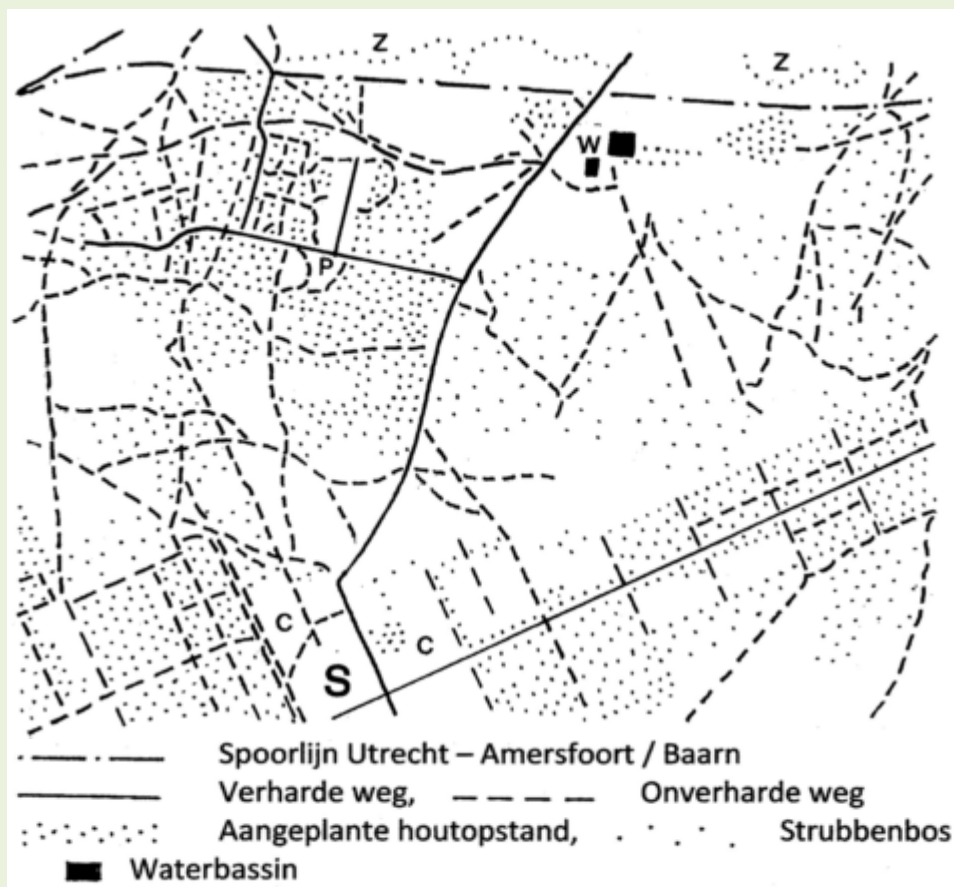 Z
Z
W
P
C
C
S
Spoorlijn Utrecht – Amersfoort / Baarn
Verharde weg, Onverharde weg
Aangeplante houtopstand, Strubbenbos
Waterbassin